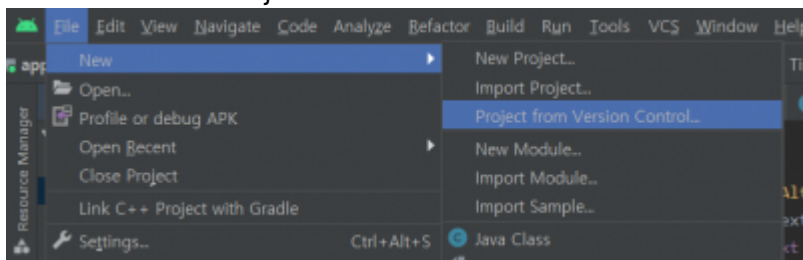 File Edit View Navigate Code Analyze Refactor Build Run Tools VCS Window Help
app
New
Open...
Profile or debug APK
Open Recent
Close Project
Link C++ Project with Gradle
Settings... Ctrl+Alt+S
New Project...
Import Project...
Project from Version Control...
New Module...
Import Module...
Import Sample...
Java Class
Resource Manager